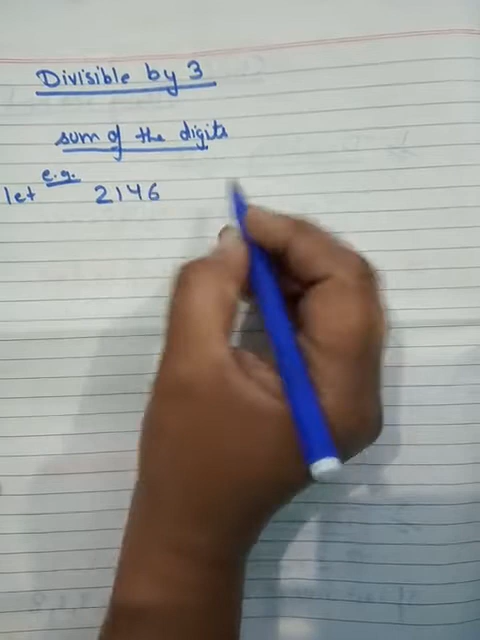 Divisible by 3
sum of the digits
e.g.
let 2146